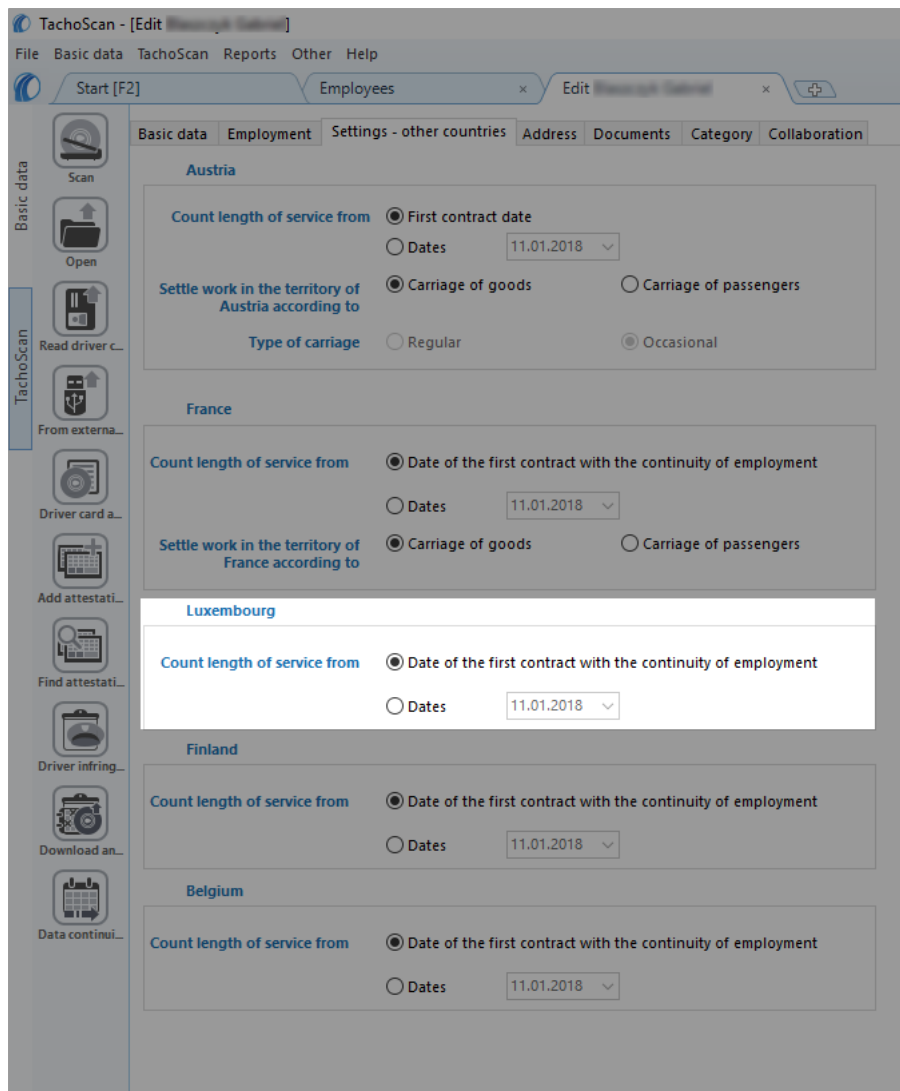 TachoScan - [Edit ]
File Basic data TachoScan Reports Other Help
Start [F2] Employees × Edit ×
Basic data
TachoScan
Scan
Open
Read driver c...
From externa...
Driver card a...
Add attestati...
Find attestati...
Driver infring...
Download an...
Data continui...
Basic data Employment Settings - other countries Address Documents Category Collaboration
Austria
Count length of service from First contract date
Dates 11.01.2018
Settle work in the territory of Carriage of goods Carriage of passengers
Austria according to
Type of carriage Regular Occasional
France
Count length of service from Date of the first contract with the continuity of employment
Dates 11.01.2018
Settle work in the territory of Carriage of goods Carriage of passengers
France according to
Luxembourg
Count length of service from Date of the first contract with the continuity of employment
Dates 11.01.2018
Finland
Count length of service from Date of the first contract with the continuity of employment
Dates 11.01.2018
Belgium
Count length of service from Date of the first contract with the continuity of employment
Dates 11.01.2018